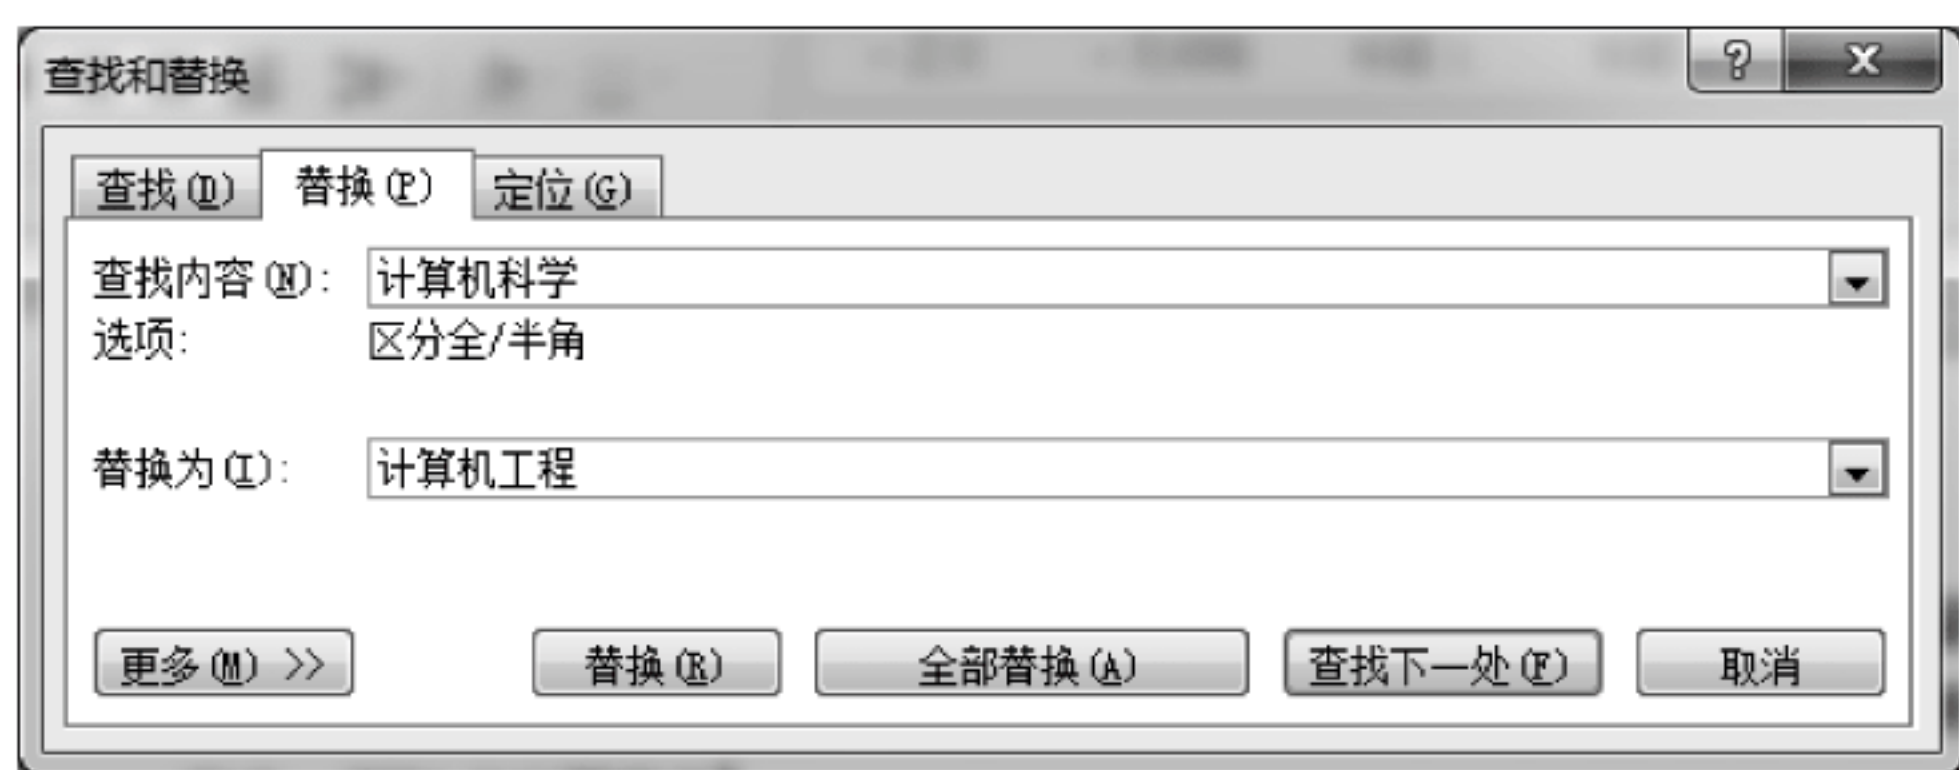 查找和替换
查找(D) 替换(P) 定位(G)
查找内容(N): 计算机科学
选项: 区分全/半角
替换为(I): 计算机工程
更多(M) >> 替换(R) 全部替换(A) 查找下一处(F) 取消